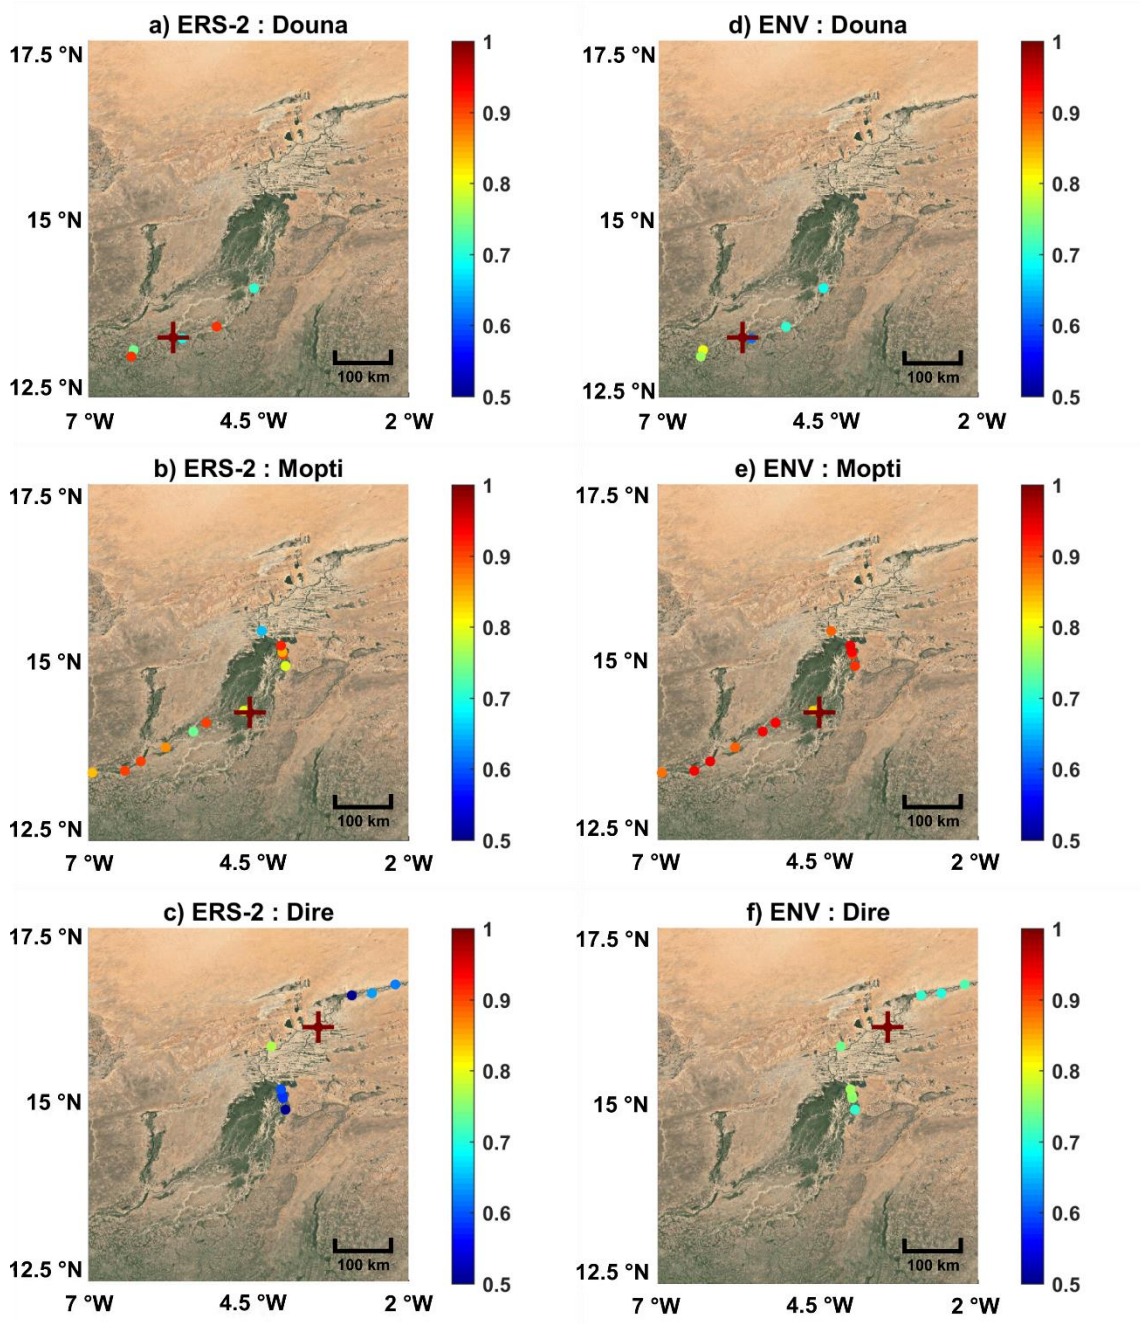 a) ERS-2 : Douna
17.5 °N
15 °N
12.5 °N
7 °W
4.5 °W
2 °W
100 km
1
0.9
0.8
0.7
0.6
0.5
d) ENV : Douna
17.5 °N
15 °N
12.5 °N
7 °W
4.5 °W
2 °W
100 km
1
0.9
0.8
0.7
0.6
0.5
b) ERS-2 : Mopti
17.5 °N
15 °N
12.5 °N
7 °W
4.5 °W
2 °W
100 km
1
0.9
0.8
0.7
0.6
0.5
e) ENV : Mopti
17.5 °N
15 °N
12.5 °N
7 °W
4.5 °W
2 °W
100 km
1
0.9
0.8
0.7
0.6
0.5
c) ERS-2 : Dire
17.5 °N
15 °N
12.5 °N
7 °W
4.5 °W
2 °W
100 km
1
0.9
0.8
0.7
0.6
0.5
f) ENV : Dire
17.5 °N
15 °N
12.5 °N
7 °W
4.5 °W
2 °W
100 km
1
0.9
0.8
0.7
0.6
0.5